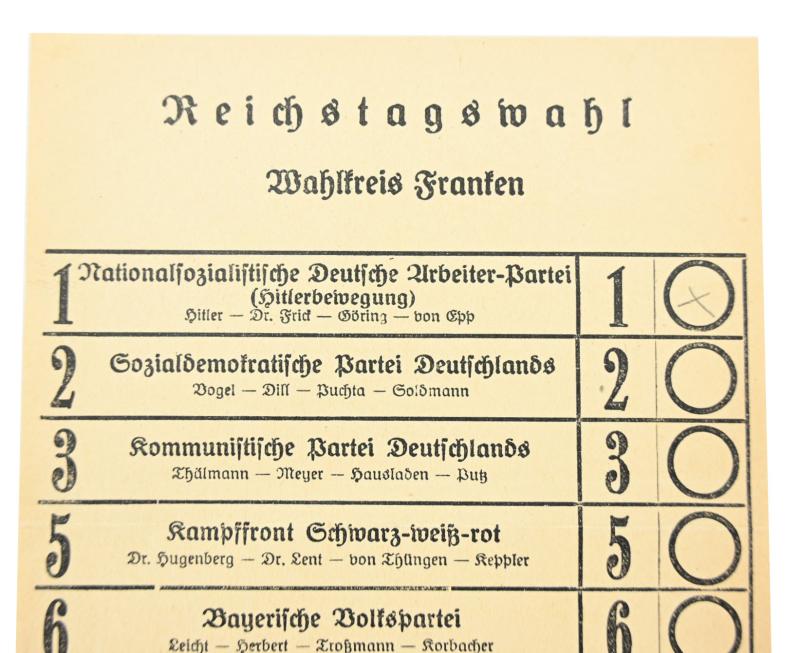 Reichstagswahl
Wahlkreis Franken
1 Nationalsozialistische Deutsche Arbeiter-Partei 1
(Hitlerbewegung)
Hitler — Dr. Frick — Göring — von Epp
2 Sozialdemokratische Partei Deutschlands 2
Vogel — Dill — Puchta — Goldmann
3 Kommunistische Partei Deutschlands 3
Thälmann — Meyer — Hausladen — Putz
5 Kampffront Schwarz-weiß-rot 5
Dr. Hugenberg — Dr. Lent — von Thüngen — Keppler
6 Bayerische Volkspartei 6
Leicht — Herbert — Troßmann — Korbacher